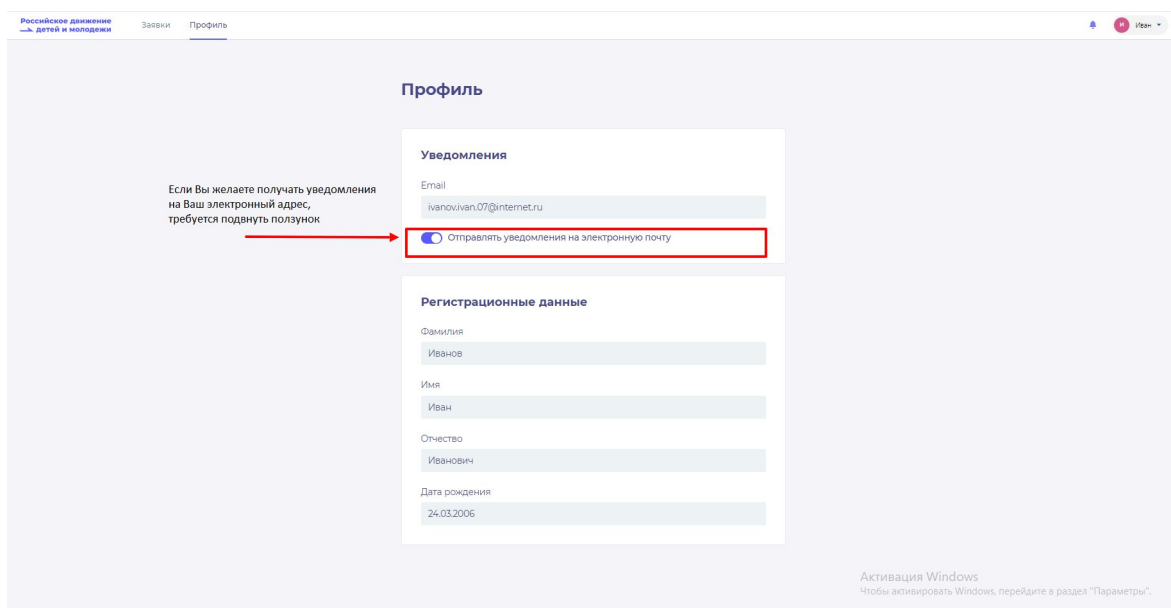 Российское движение
детей и молодежи
Заявки
Профиль
И
Иван
Профиль
Уведомления
Email
ivanov.ivan.07@internet.ru
Отправлять уведомления на электронную почту
Если Вы желаете получать уведомления
на Ваш электронный адрес,
требуется подвнуть ползунок
Регистрационные данные
Фамилия
Иванов
Имя
Иван
Отчество
Иванович
Дата рождения
24.03.2006
Активация Windows
Чтобы активировать Windows, перейдите в раздел "Параметры".